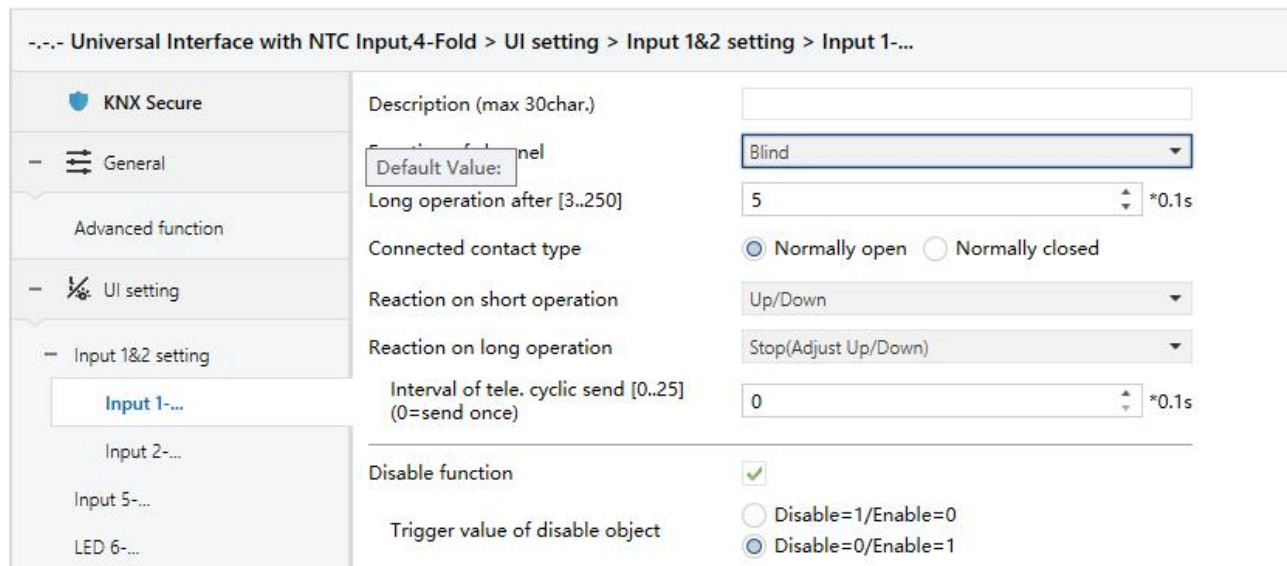 -.-.- Universal Interface with NTC Input,4-Fold > UI setting > Input 1&2 setting > Input 1-...
KNX Secure
General
Advanced function
UI setting
Input 1&2 setting
Input 1-...
Input 2-...
Input 5-...
LED 6-...
Description (max 30char.)
nel
Blind
Default Value:
Long operation after [3..250]
5
*0.1s
Connected contact type
Normally open
Normally closed
Reaction on short operation
Up/Down
Reaction on long operation
Stop(Adjust Up/Down)
Interval of tele. cyclic send [0..25]
(0=send once)
0
*0.1s
Disable function
Trigger value of disable object
Disable=1/Enable=0
Disable=0/Enable=1